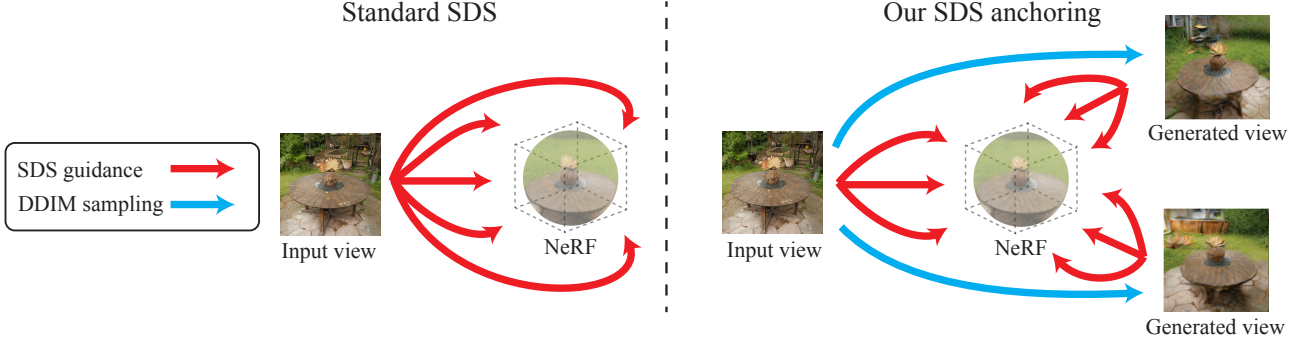 Standard SDS
Our SDS anchoring
SDS guidance
DDIM sampling
Input view
NeRF
Input view
NeRF
Generated view
Generated view